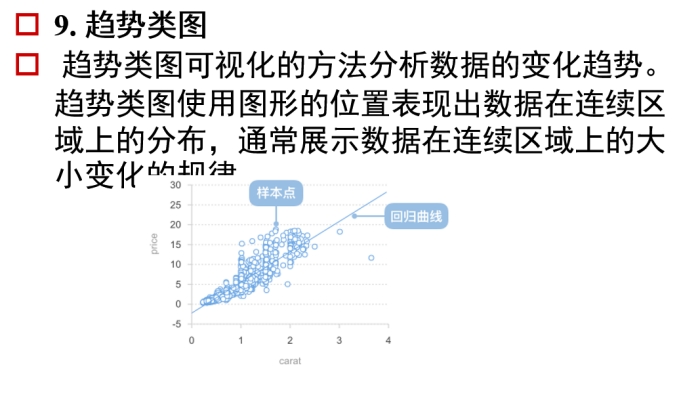 9. 趋势类图
趋势类图可视化的方法分析数据的变化趋势。
趋势类图使用图形的位置表现出数据在连续区
域上的分布，通常展示数据在连续区域上的大
小变化的规律
30
样本点
25
回归曲线
20
15
price
10
5
0
-5
0 1 2 3 4
carat